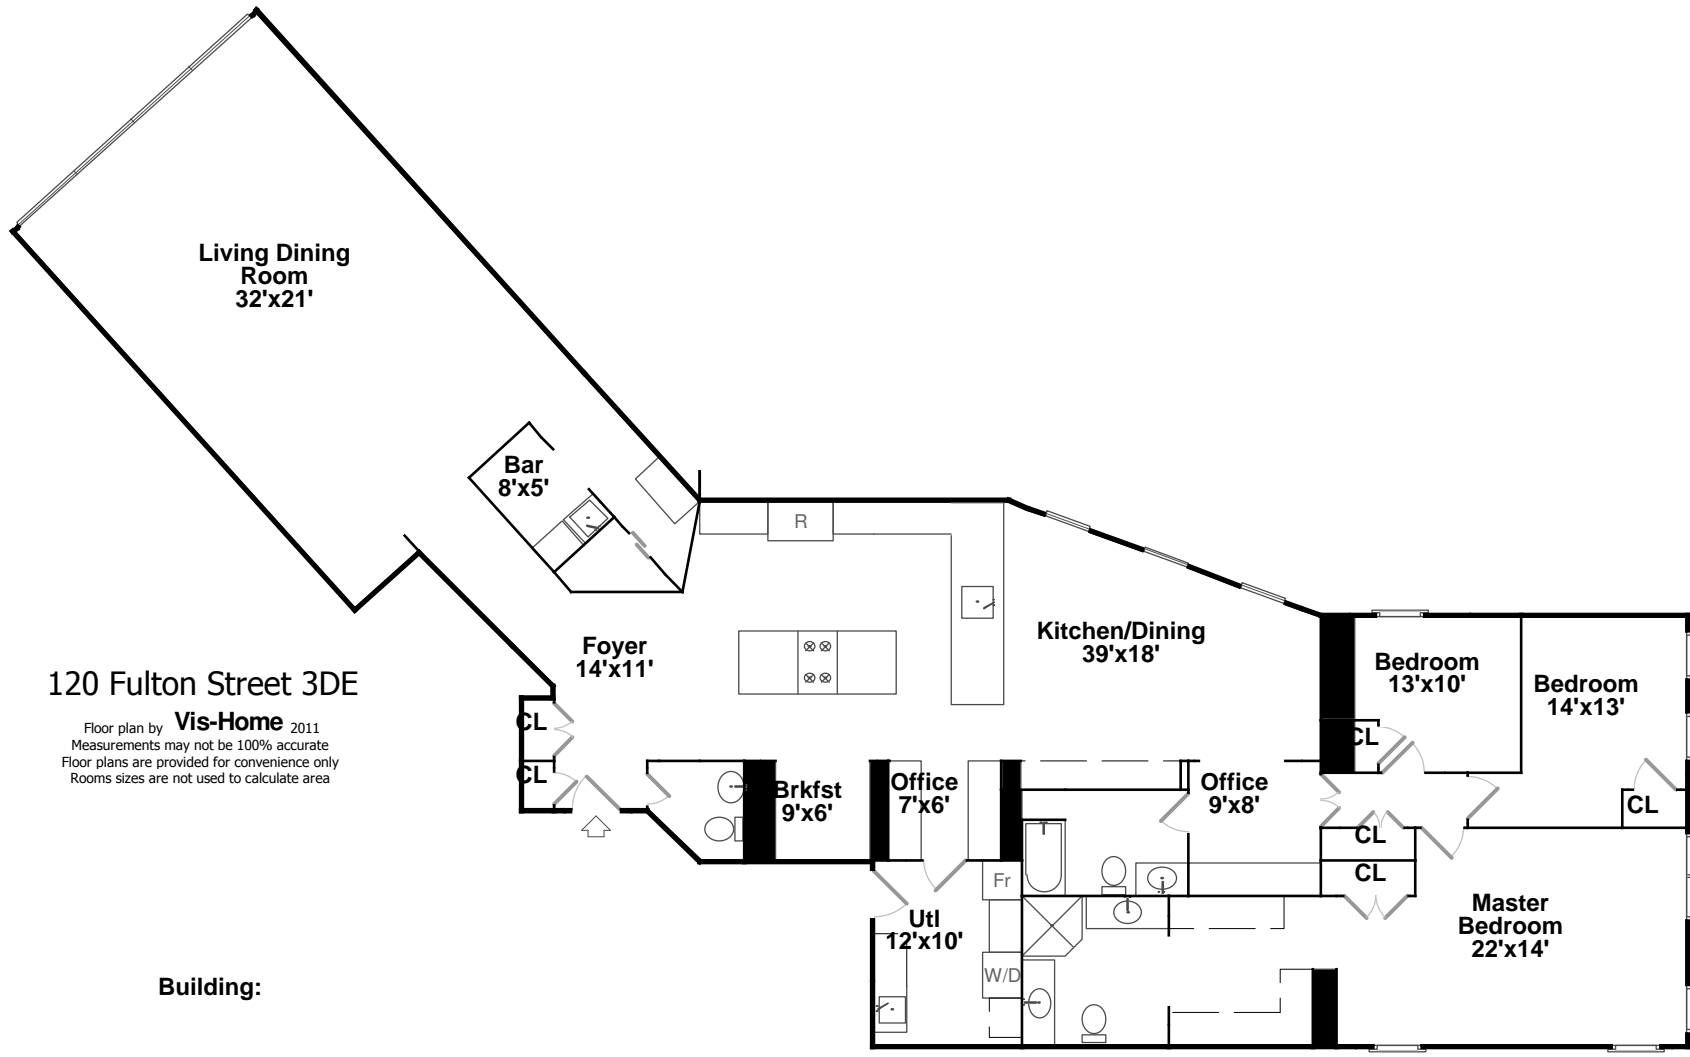 Living Dining
Room
32'x21'
Bar
8'x5'
R
Foyer
14'x11'
Kitchen/Dining
39'x18'
Bedroom
13'x10'
Bedroom
14'x13'
120 Fulton Street 3DE
Floor plan by Vis-Home 2011
Measurements may not be 100% accurate
Floor plans are provided for convenience only
Rooms sizes are not used to calculate area
CL
CL
CL
Brkfst
9'x6'
Office
7'x6'
Office
9'x8'
CL
CL
CL
Fr
Utl
12'x10'
W/D
Master
Bedroom
22'x14'
Building: